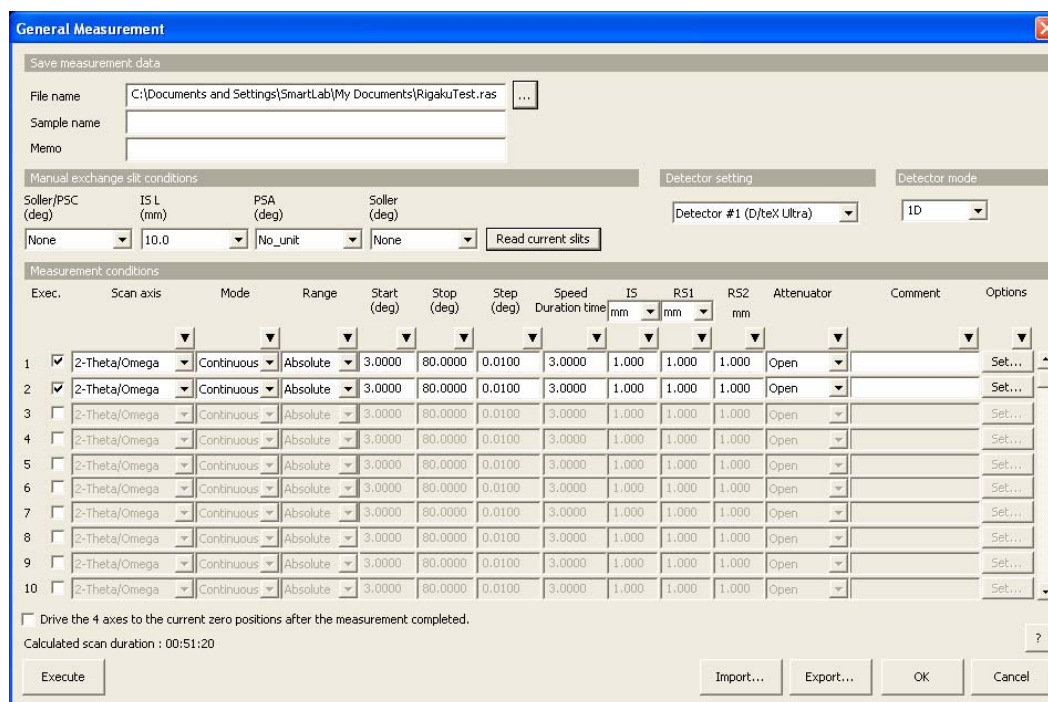 General Measurement
Save measurement data
File name C:\Documents and Settings\SmartLab\My Documents\RigakuTest.ras ...
Sample name
Memo
Manual exchange slit conditions Detector setting Detector mode
Soller/PSC (deg) IS L (mm) PSA (deg) Soller (deg)
None 10.0 No_unit None Read current slits Detector #1 (D/teX Ultra) 1D
Measurement conditions
Exec. Scan axis Mode Range Start (deg) Stop (deg) Step (deg) Speed Duration time IS mm RS1 mm RS2 mm Attenuator Comment Options
1 2-Theta/Omega Continuous Absolute 3.0000 80.0000 0.0100 3.0000 1.000 1.000 1.000 Open Set...
2 2-Theta/Omega Continuous Absolute 3.0000 80.0000 0.0100 3.0000 1.000 1.000 1.000 Open Set...
3 2-Theta/Omega Continuous Absolute 3.0000 80.0000 0.0100 3.0000 1.000 1.000 1.000 Open Set...
4 2-Theta/Omega Continuous Absolute 3.0000 80.0000 0.0100 3.0000 1.000 1.000 1.000 Open Set...
5 2-Theta/Omega Continuous Absolute 3.0000 80.0000 0.0100 3.0000 1.000 1.000 1.000 Open Set...
6 2-Theta/Omega Continuous Absolute 3.0000 80.0000 0.0100 3.0000 1.000 1.000 1.000 Open Set...
7 2-Theta/Omega Continuous Absolute 3.0000 80.0000 0.0100 3.0000 1.000 1.000 1.000 Open Set...
8 2-Theta/Omega Continuous Absolute 3.0000 80.0000 0.0100 3.0000 1.000 1.000 1.000 Open Set...
9 2-Theta/Omega Continuous Absolute 3.0000 80.0000 0.0100 3.0000 1.000 1.000 1.000 Open Set...
10 2-Theta/Omega Continuous Absolute 3.0000 80.0000 0.0100 3.0000 1.000 1.000 1.000 Open Set...
Drive the 4 axes to the current zero positions after the measurement completed.
Calculated scan duration : 00:51:20 ?
Execute Import... Export... OK Cancel